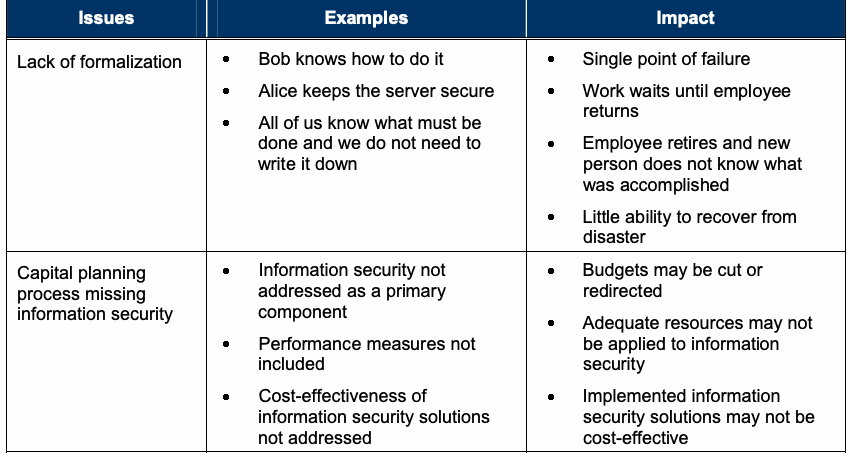 Issues
Examples
Impact
Lack of formalization
• Bob knows how to do it
• Alice keeps the server secure
• All of us know what must be
done and we do not need to
write it down
• Single point of failure
• Work waits until employee
returns
• Employee retires and new
person does not know what
was accomplished
• Little ability to recover from
disaster
Capital planning
process missing
information security
• Information security not
addressed as a primary
component
• Performance measures not
included
• Cost-effectiveness of
information security solutions
not addressed
• Budgets may be cut or
redirected
• Adequate resources may not
be applied to information
security
• Implemented information
security solutions may not be
cost-effective